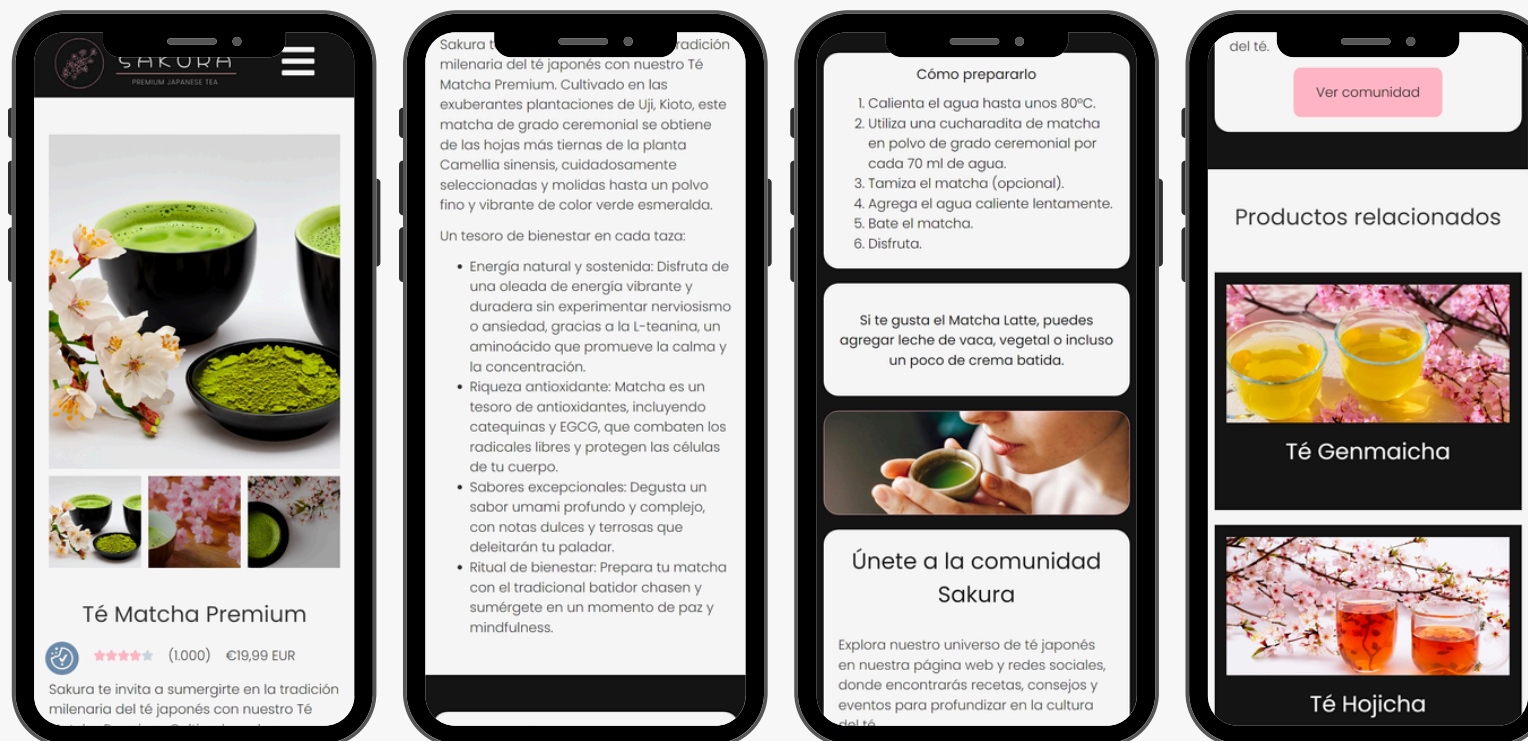 SAKURA
PREMIUM JAPANESE TEA
Té Matcha Premium
(1.000) €19,99 EUR
Sakura te invita a sumergirte en la tradición
milenaria del té japonés con nuestro Té
Sakura t
radición
milenaria del té japonés con nuestro Té
Matcha Premium. Cultivado en las
exuberantes plantaciones de Uji, Kioto, este
matcha de grado ceremonial se obtiene
de las hojas más tiernas de la planta
Camellia sinensis, cuidadosamente
seleccionadas y molidas hasta un polvo
fino y vibrante de color verde esmeralda.
Un tesoro de bienestar en cada taza:
• Energía natural y sostenida: Disfruta de
una oleada de energía vibrante y
duradera sin experimentar nerviosismo
o ansiedad, gracias a la L-teanina, un
aminoácido que promueve la calma y
la concentración.
• Riqueza antioxidante: Matcha es un
tesoro de antioxidantes, incluyendo
catequinas y EGCG, que combaten los
radicales libres y protegen las células
de tu cuerpo.
• Sabores excepcionales: Degusta un
sabor umami profundo y complejo,
con notas dulces y terrosas que
deleitarán tu paladar.
• Ritual de bienestar: Prepara tu matcha
con el tradicional batidor chasen y
sumérgete en un momento de paz y
mindfulness.
Cómo prepararlo
1. Calienta el agua hasta unos 80°C.
2. Utiliza una cucharadita de matcha
en polvo de grado ceremonial por
cada 70 ml de agua.
3. Tamiza el matcha (opcional).
4. Agrega el agua caliente lentamente.
5. Bate el matcha.
6. Disfruta.
Si te gusta el Matcha Latte, puedes
agregar leche de vaca, vegetal o incluso
un poco de crema batida.
Únete a la comunidad
Sakura
Explora nuestro universo de té japonés
en nuestra página web y redes sociales,
donde encontrarás recetas, consejos y
eventos para profundizar en la cultura
del té.
del té.
Ver comunidad
Productos relacionados
Té Genmaicha
Té Hojicha